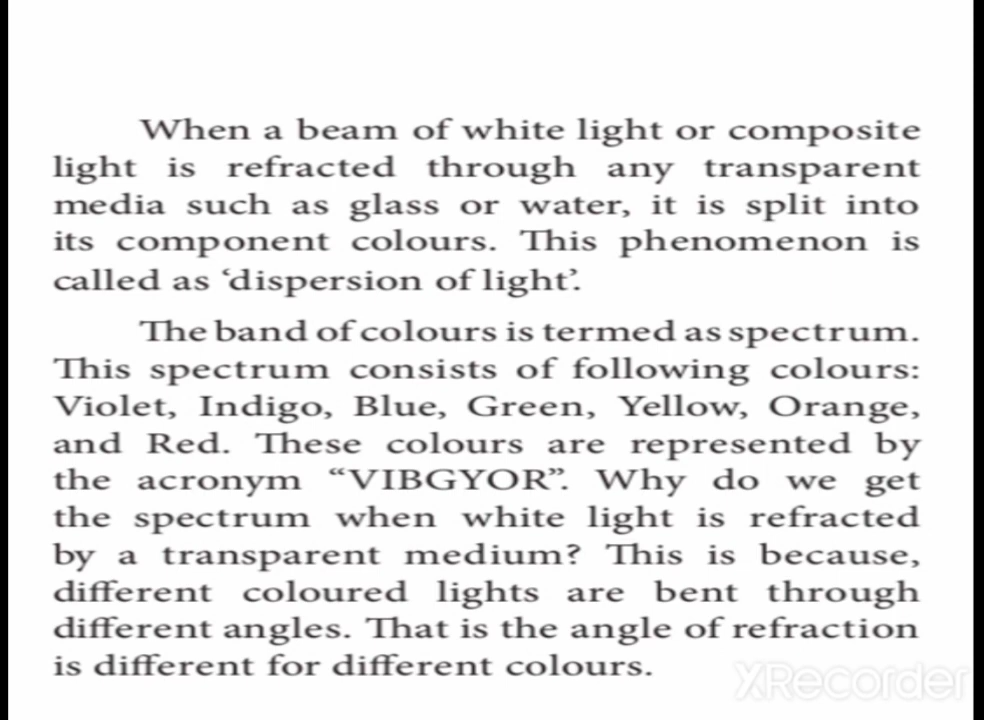 When a beam of white light or composite
light is refracted through any transparent
media such as glass or water, it is split into
its component colours. This phenomenon is
called as ‘dispersion of light’.
The band of colours is termed as spectrum.
This spectrum consists of following colours:
Violet, Indigo, Blue, Green, Yellow, Orange,
and Red. These colours are represented by
the acronym “VIBGYOR”. Why do we get
the spectrum when white light is refracted
by a transparent medium? This is because,
different coloured lights are bent through
different angles. That is the angle of refraction
is different for different colours.
XRecorder